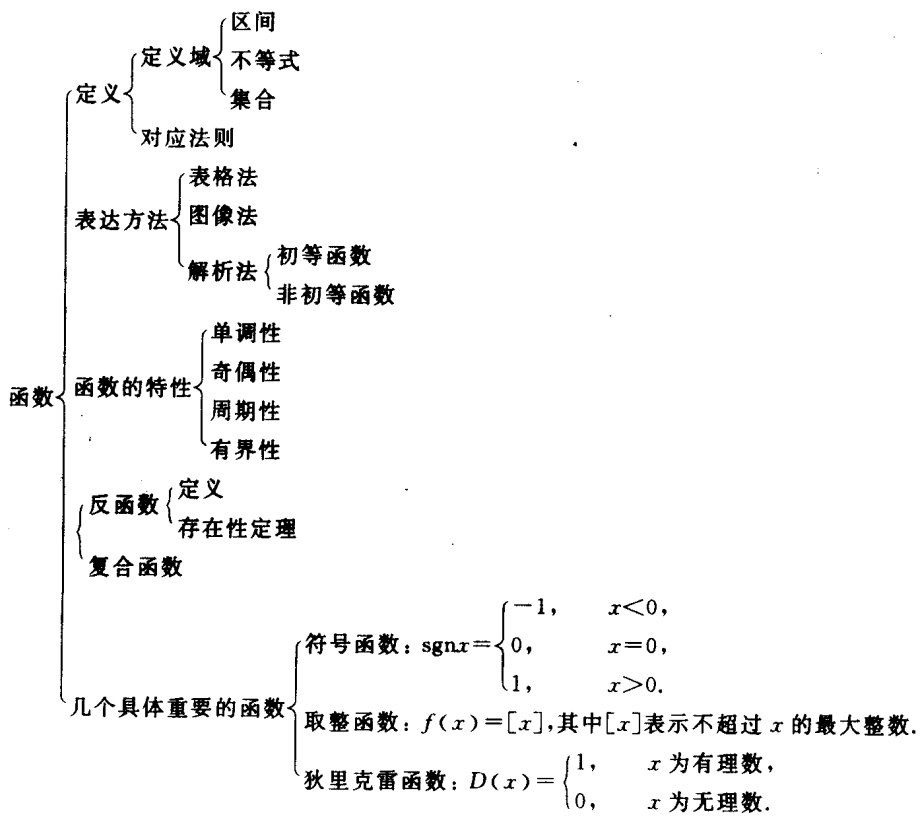 区间
定义域
不等式
定义
集合
对应法则
表格法
表达方法
图像法
解析法
初等函数
非初等函数
单调性
奇偶性
函数
函数的特性
周期性
有界性
反函数
定义
存在性定理
复合函数
几个具体重要的函数
符号函数：sgnx=
-1,  x<0,
0,  x=0,
1,  x>0.
取整函数：f(x)=[x],其中[x]表示不超过 x 的最大整数.
狄里克雷函数：D(x)=
1,  x 为有理数,
0,  x 为无理数.